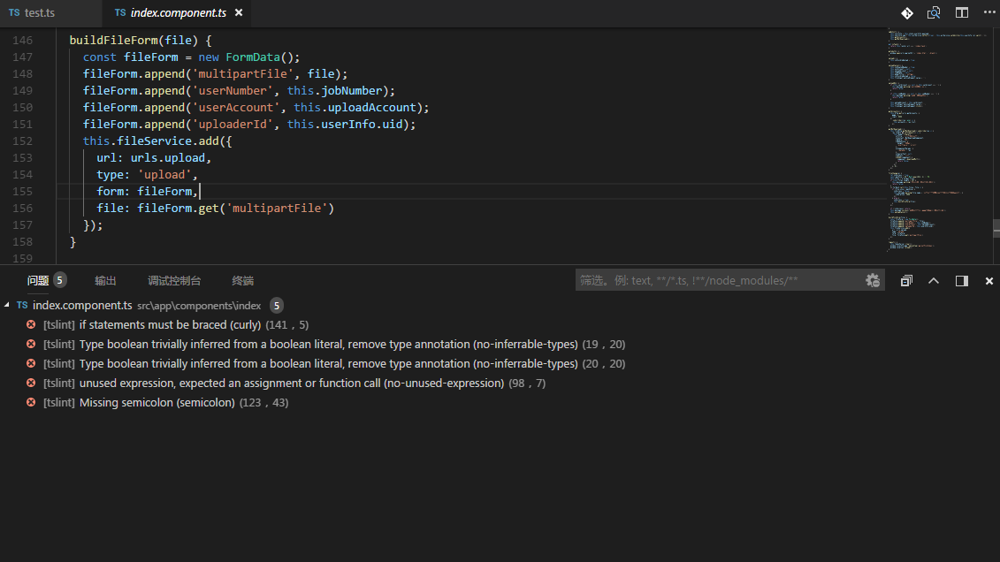 TS test.ts
TS index.component.ts
146 buildFileForm(file) {
147 const fileForm = new FormData();
148 fileForm.append('multipartFile', file);
149 fileForm.append('userNumber', this.jobNumber);
150 fileForm.append('userAccount', this.uploadAccount);
151 fileForm.append('uploaderId', this.userInfo.uid);
152 this.fileService.add({
153 url: urls.upload,
154 type: 'upload',
155 form: fileForm,
156 file: fileForm.get('multipartFile')
157 });
158 }
159
问题 5 输出 调试控制台 终端 筛选。例: text, **/*.ts, !**/node_modules/**
TS index.component.ts src\app\components\index 5
[tslint] if statements must be braced (curly) (141 , 5)
[tslint] Type boolean trivially inferred from a boolean literal, remove type annotation (no-inferrable-types) (19 , 20)
[tslint] Type boolean trivially inferred from a boolean literal, remove type annotation (no-inferrable-types) (20 , 20)
[tslint] unused expression, expected an assignment or function call (no-unused-expression) (98 , 7)
[tslint] Missing semicolon (semicolon) (123 , 43)